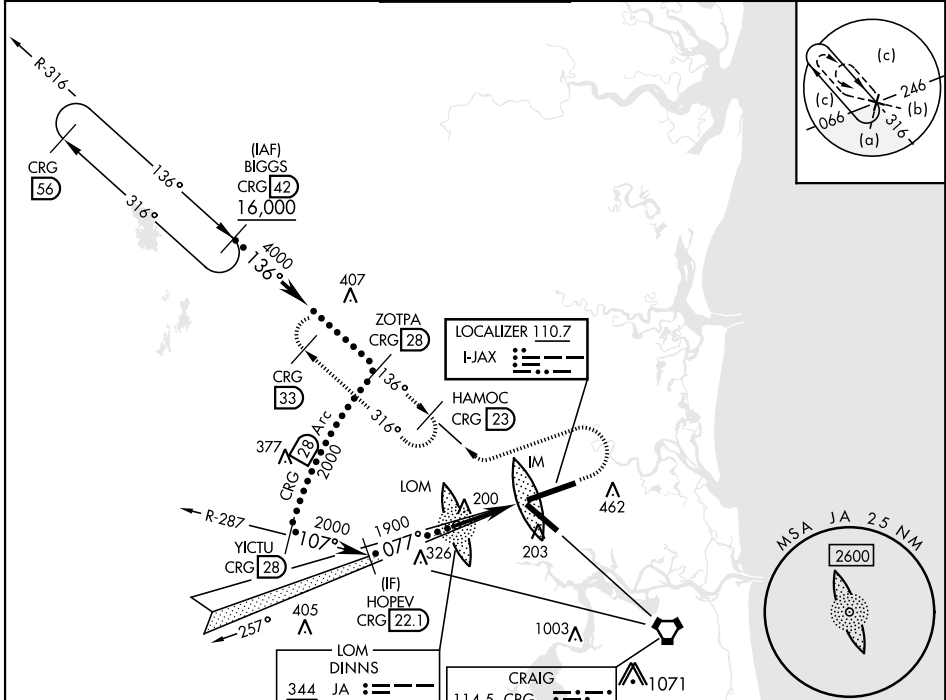 R-316
CRG
56
136°
316°
(IAF)
BIGGS
CRG 42
16,000
4000
136°
407
ZOTPA
CRG 28
136°
CRG
33
316°
HAMOC
CRG 23
LOCALIZER 110.7
I-JAX
377
CRG 28 Arc
2000
IM
LOM
200
462
R-287
2000
107°
1900
077°
326
203
YICTU
CRG 28
(IF)
HOPEV
CRG 22.1
405
257°
1003
1071
LOM
DINNS
344 JA
CRAIG
114.5 CRG
(c)
(c)
246
066
(b)
316
(a)
MSA JA 25 NM
2600